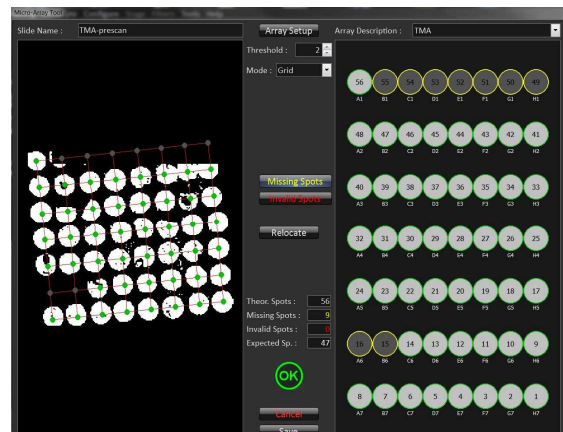 Micro-Array Tool
Slide Name : TMA-prescan
Array Setup
Array Description : TMA
Threshold : 2
Mode : Grid
Missing Spots
Invalid Spots
Relocate
Theor. Spots : 56
Missing Spots : 9
Invalid Spots : 0
Expected Sp. : 47
OK
Cancel
Save
56 55 54 53 52 51 50 49
A1 B1 C1 D1 E1 F1 G1 H1
48 47 46 45 44 43 42 41
A2 B2 C2 D2 E2 F2 G2 H2
40 39 38 37 36 35 34 33
A3 B3 C3 D3 E3 F3 G3 H3
32 31 30 29 28 27 26 25
A4 B4 C4 D4 E4 F4 G4 H4
24 23 22 21 20 19 18 17
A5 B5 C5 D5 E5 F5 G5 H5
16 15 14 13 12 11 10 9
A6 B6 C6 D6 E6 F6 G6 H6
8 7 6 5 4 3 2 1
A7 B7 C7 D7 E7 F7 G7 H7